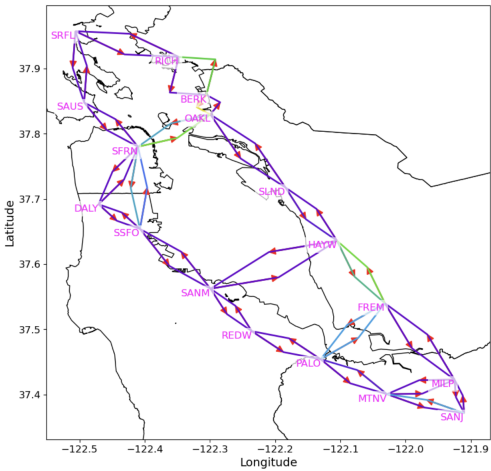 SRFL
RICH
37.9
BERK
SAUS
OAKL
37.8
SFRN
SLND
37.7
DALY
SSFO
HAYW
37.6
SANM
FREM
37.5
REDW
PALO
MILP
37.4
MTNV
SANJ
−122.5 −122.4 −122.3 −122.2 −122.1 −122.0 −121.9
Longitude
Latitude